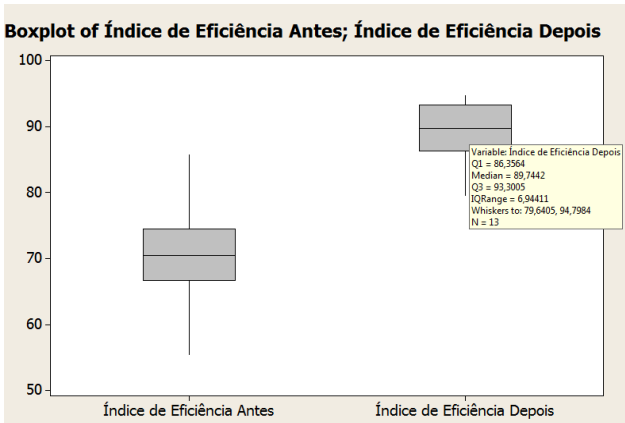 Boxplot of Índice de Eficiência Antes; Índice de Eficiência Depois
100
90
80
70
60
50
Variable: Índice de Eficiência Depois
Q1 = 86,3564
Median = 89,7442
Q3 = 93,3005
IQRange = 6,94411
Whiskers to: 79,6405, 94,7984
N = 13
Índice de Eficiência Antes
Índice de Eficiência Depois